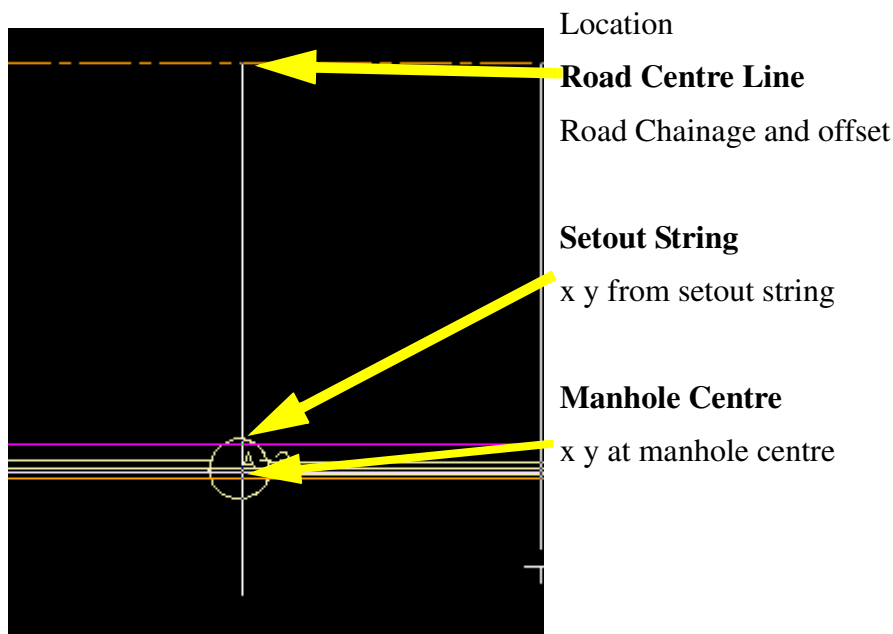 Location
Road Centre Line
Road Chainage and offset
Setout String
x y from setout string
Manhole Centre
x y at manhole centre